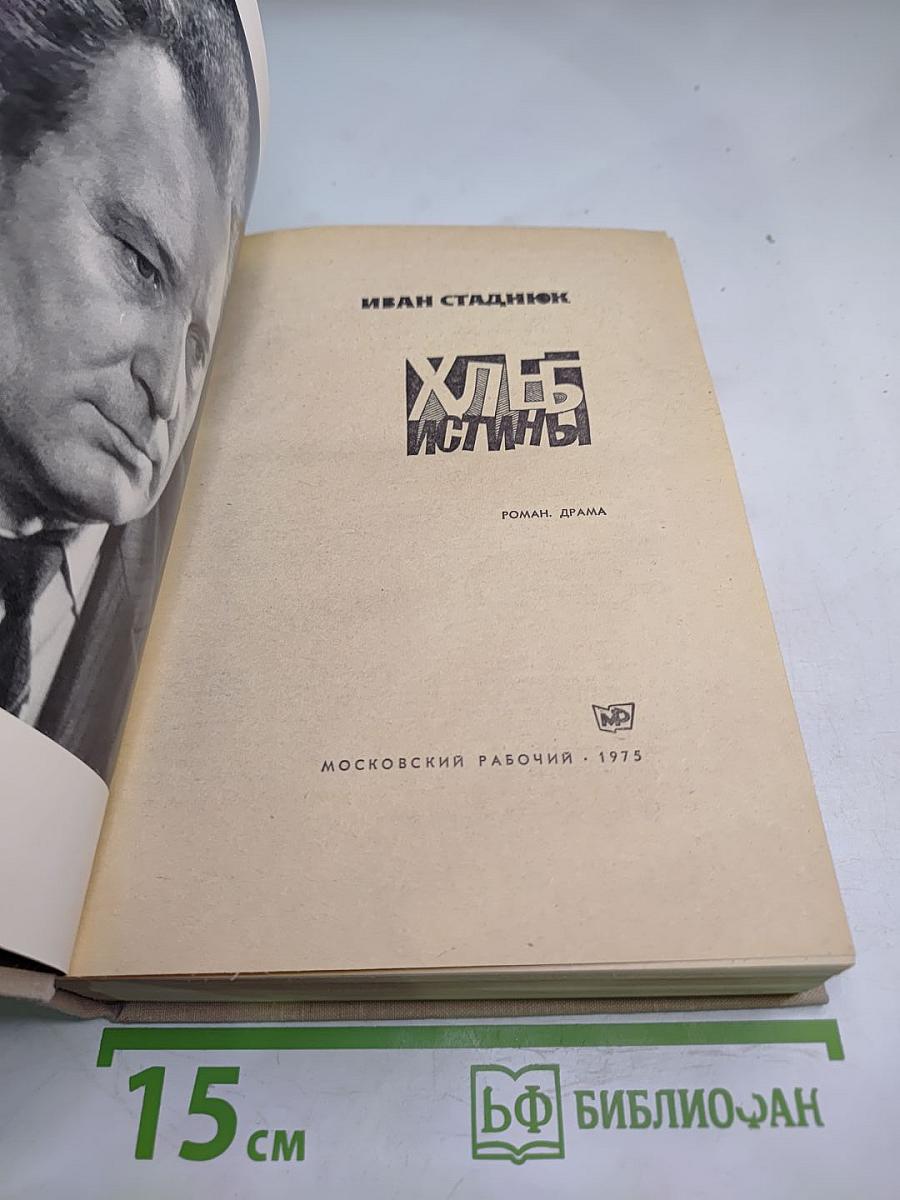 ИВАН СТАДНЮК
ХЛЕБ
ИСТИНЫ
РОМАН. ДРАМА
МР
МОСКОВСКИЙ РАБОЧИЙ · 1975
15 см
БФ БИБЛИОФАН